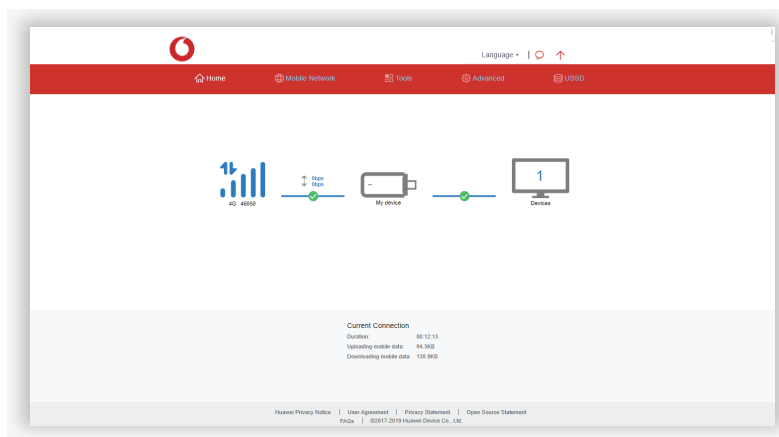 Language
Home Mobile Network Tools Advanced USSD
0bps
0bps
1
4G 46050
My device
Devices
Current Connection
Duration: 00:12:13
Uploading mobile data: 94.3KB
Downloading mobile data: 130.9KB
Huawei Privacy Notice | User Agreement | Privacy Statement | Open Source Statement
FAQs | ©2017-2019 Huawei Device Co., Ltd.